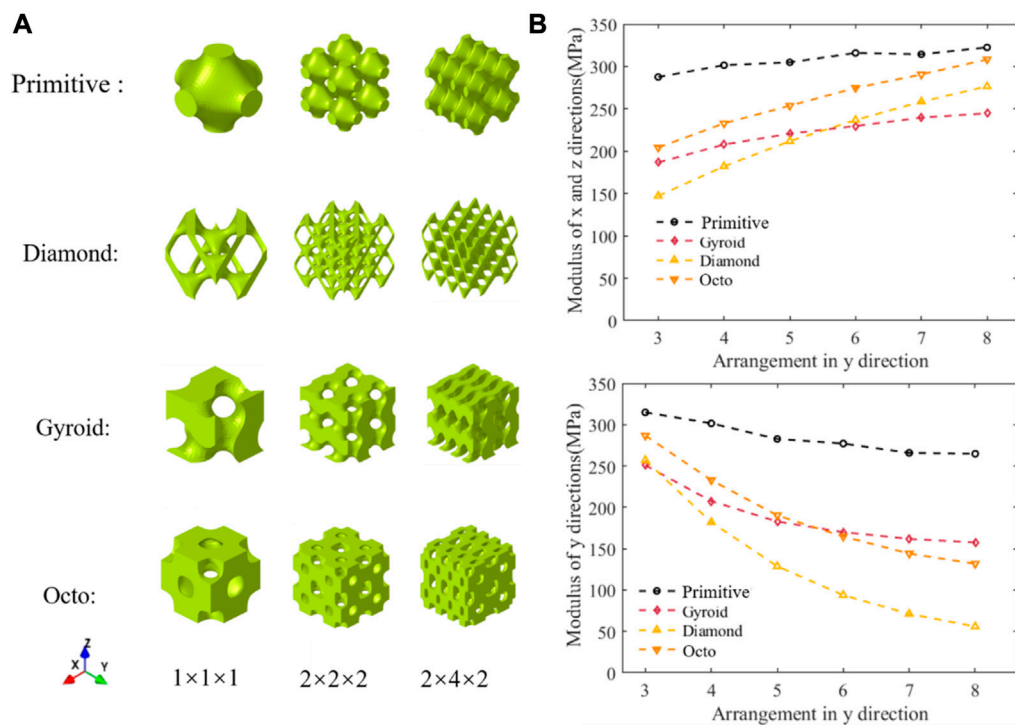 A
Primitive :
Diamond:
Gyroid:
Octo:
Z
X
Y
1×1×1
2×2×2
2×4×2
B
Modulus of x and z directions(MPa)
350
300
250
200
150
100
50
0
Primitive
Gyroid
Diamond
Octo
3 4 5 6 7 8
Arrangement in y direction
Modulus of y directions(MPa)
350
300
250
200
150
100
50
0
Primitive
Gyroid
Diamond
Octo
3 4 5 6 7 8
Arrangement in y direction